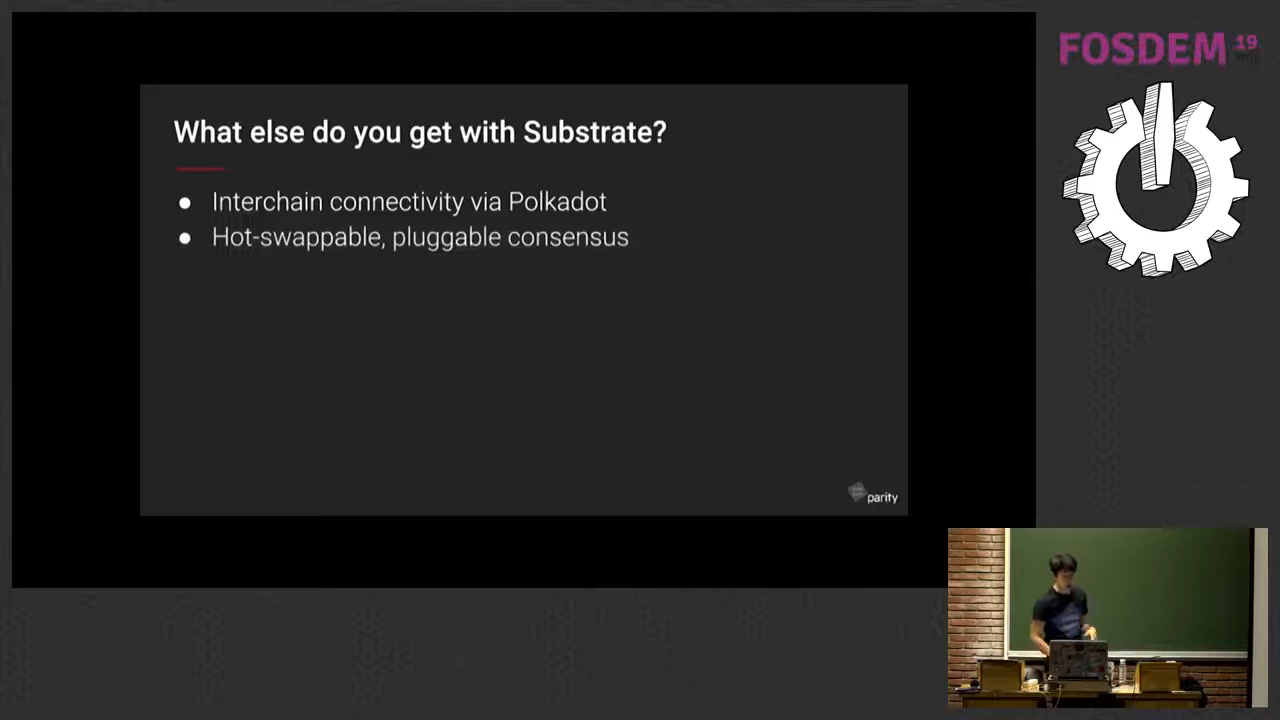 What else do you get with Substrate?
● Interchain connectivity via Polkadot
● Hot-swappable, pluggable consensus
parity
FOSDEM 19